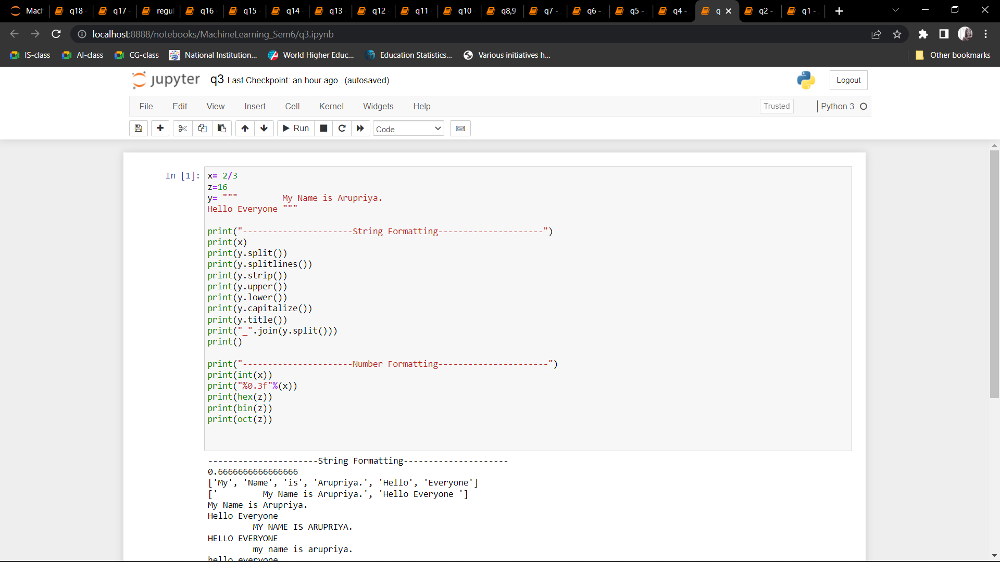 Mach q18 - q17 - regul q16 - q15 - q14 - q13 - q12 - q11 - q10 - q8,9 q7 - q6 - q5 - q4 - q q2 - q1 -
localhost:8888/notebooks/MachineLearning_Sem6/q3.ipynb
IS-class AI-class CG-class National Institution... World Higher Educ... Education Statistics... Various initiatives h... Other bookmarks
jupyter q3 Last Checkpoint: an hour ago (autosaved) Logout
File Edit View Insert Cell Kernel Widgets Help Trusted Python 3
Run Code
In [1]: x= 2/3
z=16
y= """         My Name is Arupriya.
Hello Everyone """
print("----------------------String Formatting---------------------")
print(x)
print(y.split())
print(y.splitlines())
print(y.strip())
print(y.upper())
print(y.lower())
print(y.capitalize())
print(y.title())
print("_".join(y.split()))
print()
print("----------------------Number Formatting----------------------")
print(int(x))
print("%0.3f"%(x))
print(hex(z))
print(bin(z))
print(oct(z))
----------------------String Formatting---------------------
0.6666666666666666
['My', 'Name', 'is', 'Arupriya.', 'Hello', 'Everyone']
['         My Name is Arupriya.', 'Hello Everyone ']
My Name is Arupriya.
Hello Everyone
         MY NAME IS ARUPRIYA.
HELLO EVERYONE
         my name is arupriya.
hello everyone